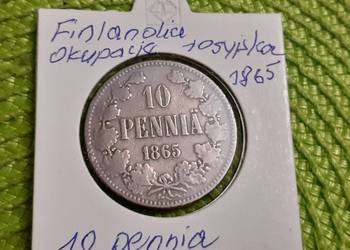 Finlandia
okupacja rosyjska
1865
10
PENNIÄ
1865
10 pennia